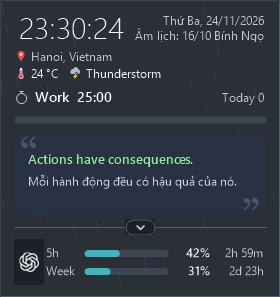 23:30:24
Thứ Ba, 24/11/2026
Âm lịch: 16/10 Bính Ngọ
Hanoi, Vietnam
24 °C Thunderstorm
Work 25:00 Today 0
Actions have consequences.
Mỗi hành động đều có hậu quả của nó.
5h 42% 2h 59m
Week 31% 2d 23h